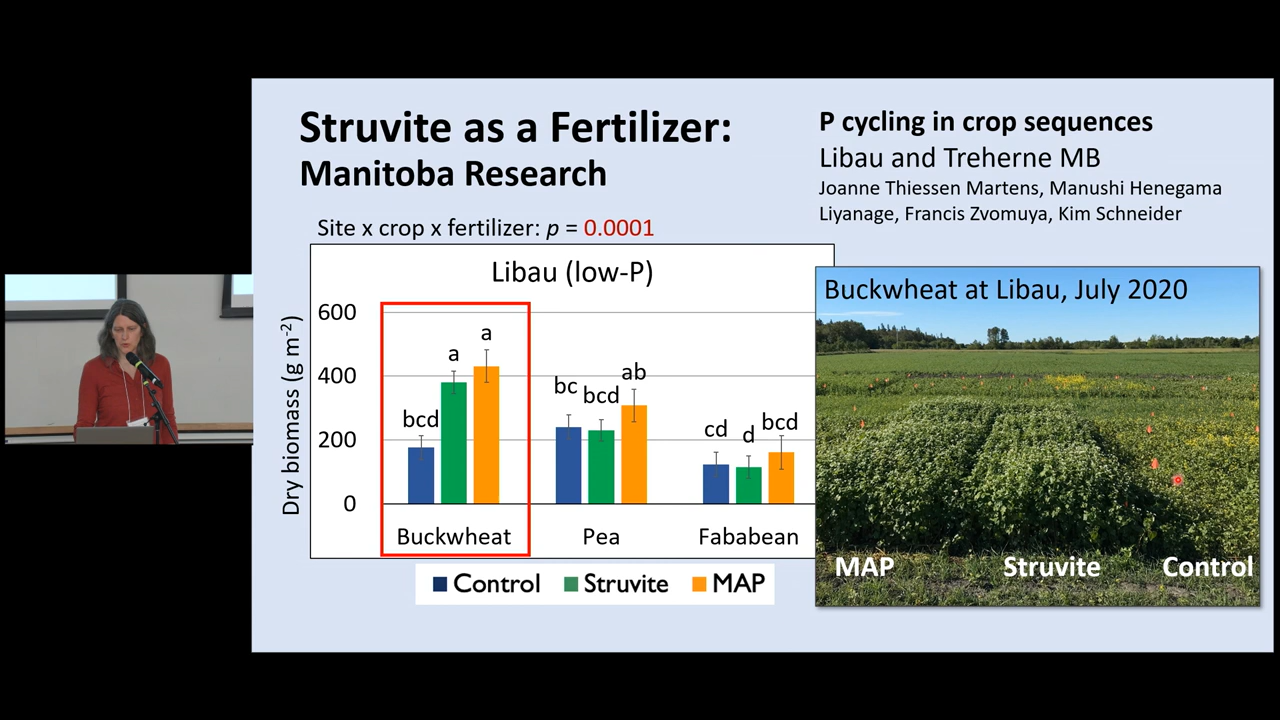 Struvite as a Fertilizer:
Manitoba Research
P cycling in crop sequences
Libau and Treherne MB
Joanne Thiessen Martens, Manushi Henegama
Liyanage, Francis Zvomuya, Kim Schneider
Site x crop x fertilizer: p = 0.0001
Libau (low-P)
Dry biomass (g m-2)
600
400
200
0
bcd
a
a
bc
bcd
ab
cd
d
bcd
Buckwheat
Pea
Fababean
Control
Struvite
MAP
Buckwheat at Libau, July 2020
MAP
Struvite
Control